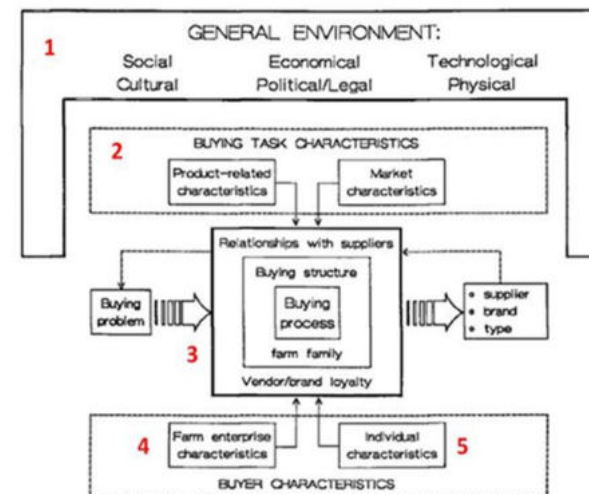 1
GENERAL ENVIRONMENT:
Social Economical Technological
Cultural Political/Legal Physical
2
BUYING TASK CHARACTERISTICS
Product-related
characteristics
Market
characteristics
Relationships with suppliers
Buying structure
Buying
process
farm family
Vendor/brand loyalty
3
Buying
problem
• supplier
• brand
• type
4
Farm enterprise
characteristics
Individual
characteristics
5
BUYER CHARACTERISTICS